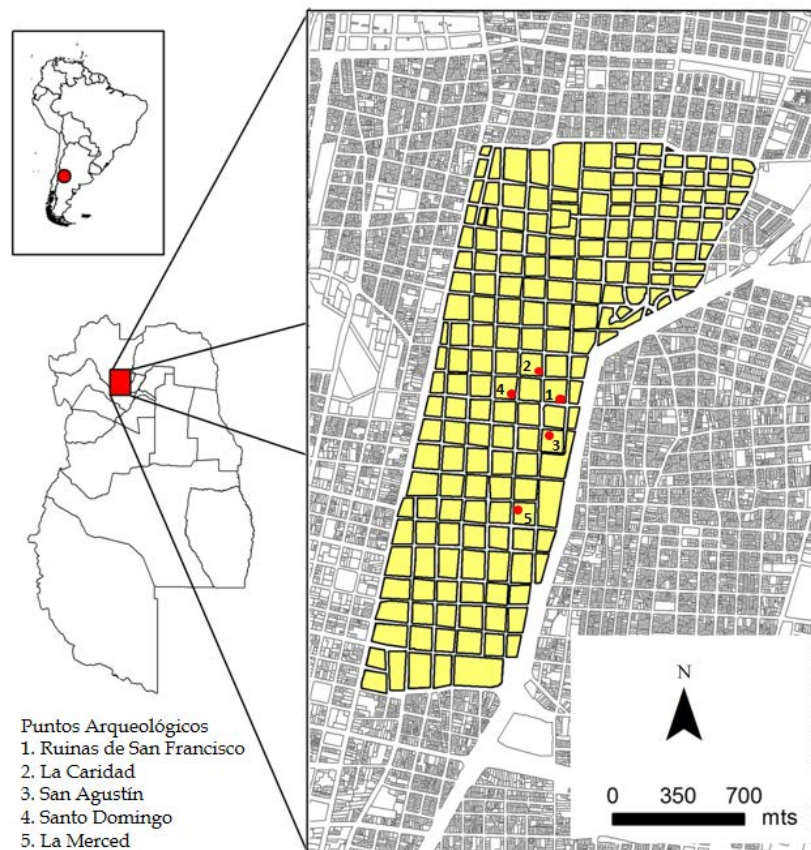 2
4
1
3
5
N
0 350 700 mts
Puntos Arqueológicos
1. Ruinas de San Francisco
2. La Caridad
3. San Agustín
4. Santo Domingo
5. La Merced